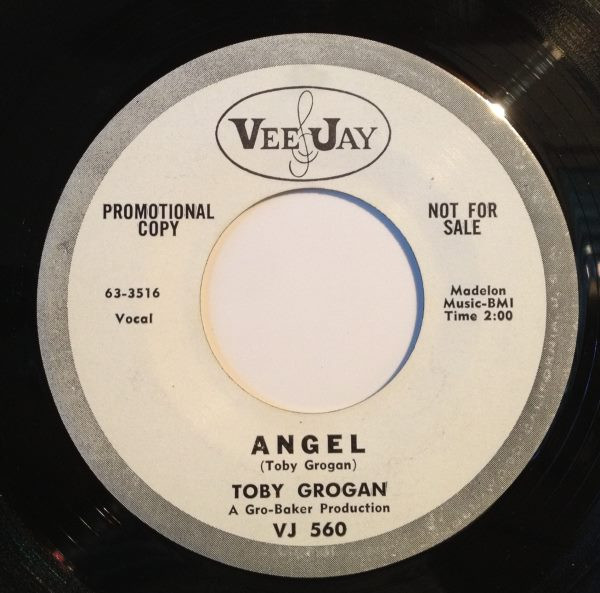 VEE JAY
PROMOTIONAL
COPY
NOT FOR
SALE
63-3516
Vocal
Madelon
Music-BMI
Time 2:00
ANGEL
(Toby Grogan)
TOBY GROGAN
A Gro-Baker Production
VJ 560